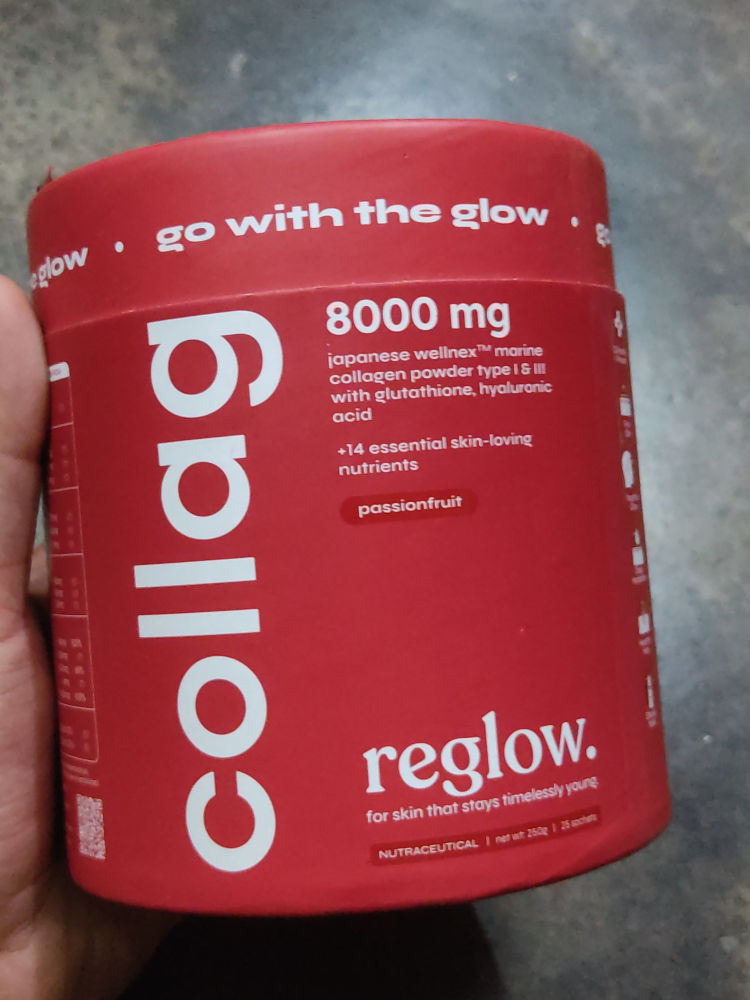 glow • go with the glow •
collag
8000 mg
japanese wellnex™ marine
collagen powder type I & III
with glutathione, hyaluronic
acid
+14 essential skin-loving
nutrients
passionfruit
reglow.
for skin that stays timelessly young.
NUTRACEUTICAL | net wt: 250g | 25 sachets